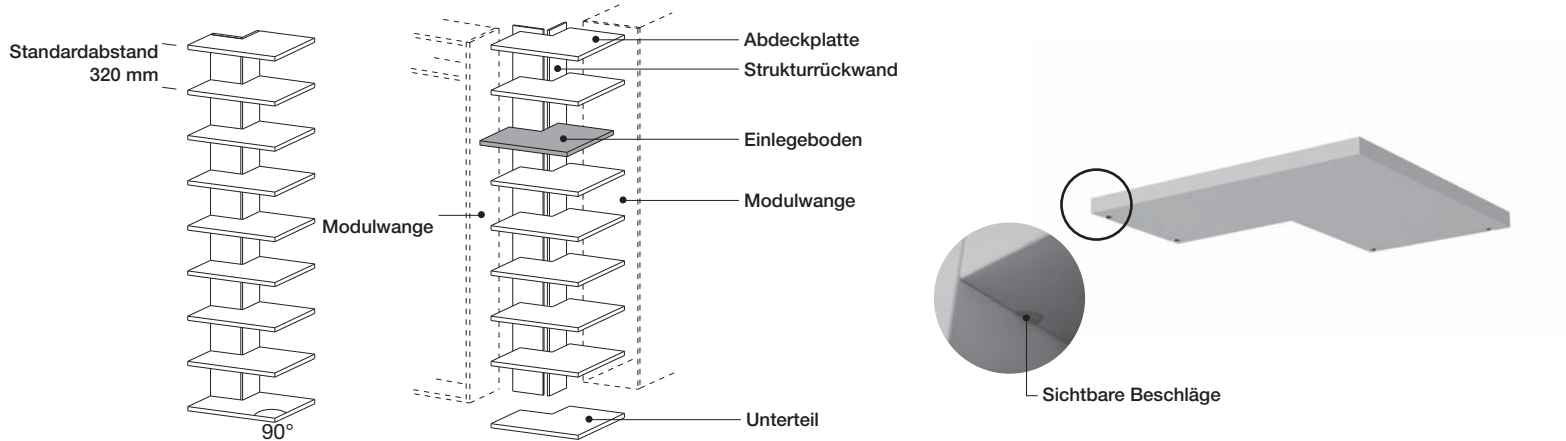 Standardabstand
320 mm
90°
Modulwange
Abdeckplatte
Strukturrückwand
Einlegeboden
Modulwange
Unterteil
Sichtbare Beschläge